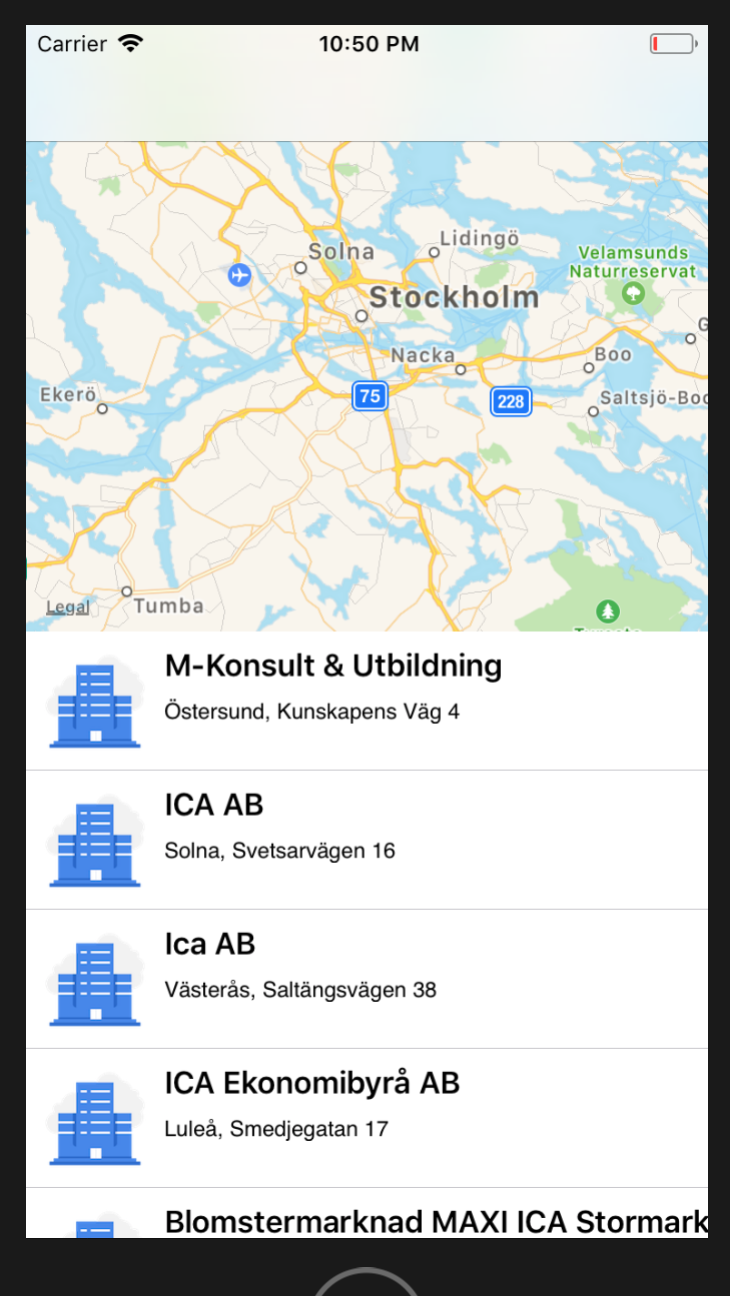 Carrier 10:50 PM
Solna
Lidingö
Velamsunds
Naturreservat
Stockholm
Nacka
Boo
Ekerö
75
228
Saltsjö-Boo
Legal
Tumba
M-Konsult & Utbildning
Östersund, Kunskapens Väg 4
ICA AB
Solna, Svetsarvägen 16
Ica AB
Västerås, Saltängsvägen 38
ICA Ekonomibyrå AB
Luleå, Smedjegatan 17
Blomstermarknad MAXI ICA Stormark